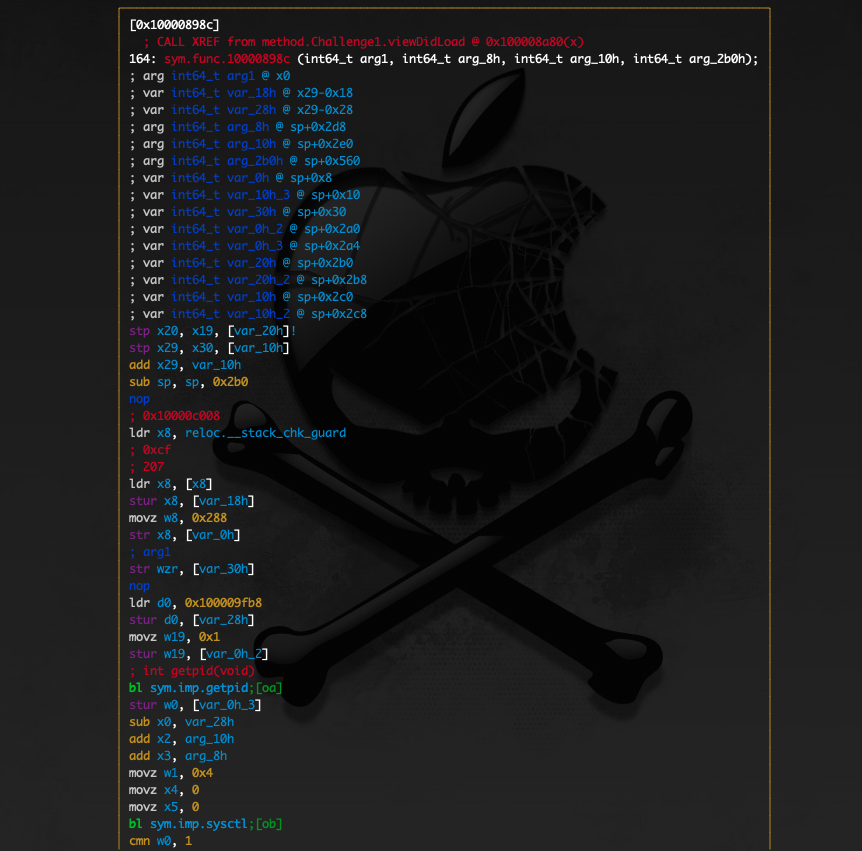 [0x10000898c]
; CALL XREF from method.Challenge1.viewDidLoad @ 0x100008a80(x)
164: sym.func.10000898c (int64_t arg1, int64_t arg_8h, int64_t arg_10h, int64_t arg_2b0h);
; arg int64_t arg1 @ x0
; var int64_t var_18h @ x29-0x18
; var int64_t var_28h @ x29-0x28
; arg int64_t arg_8h @ sp+0x2d8
; arg int64_t arg_10h @ sp+0x2e0
; arg int64_t arg_2b0h @ sp+0x560
; var int64_t var_0h @ sp+0x8
; var int64_t var_10h_3 @ sp+0x10
; var int64_t var_30h @ sp+0x30
; var int64_t var_0h_2 @ sp+0x2a0
; var int64_t var_0h_3 @ sp+0x2a4
; var int64_t var_20h @ sp+0x2b0
; var int64_t var_20h_2 @ sp+0x2b8
; var int64_t var_10h @ sp+0x2c0
; var int64_t var_10h_2 @ sp+0x2c8
stp x20, x19, [var_20h]!
stp x29, x30, [var_10h]
add x29, var_10h
sub sp, sp, 0x2b0
nop
; 0x10000c008
ldr x8, reloc.__stack_chk_guard
; 0xcf
; 207
ldr x8, [x8]
stur x8, [var_18h]
movz w8, 0x288
str x8, [var_0h]
; arg1
str wzr, [var_30h]
nop
ldr d0, 0x100009fb8
stur d0, [var_28h]
movz w19, 0x1
stur w19, [var_0h_2]
; int getpid(void)
bl sym.imp.getpid;[oa]
stur w0, [var_0h_3]
sub x0, var_28h
add x2, arg_10h
add x3, arg_8h
movz w1, 0x4
movz x4, 0
movz x5, 0
bl sym.imp.sysctl;[ob]
cmn w0, 1